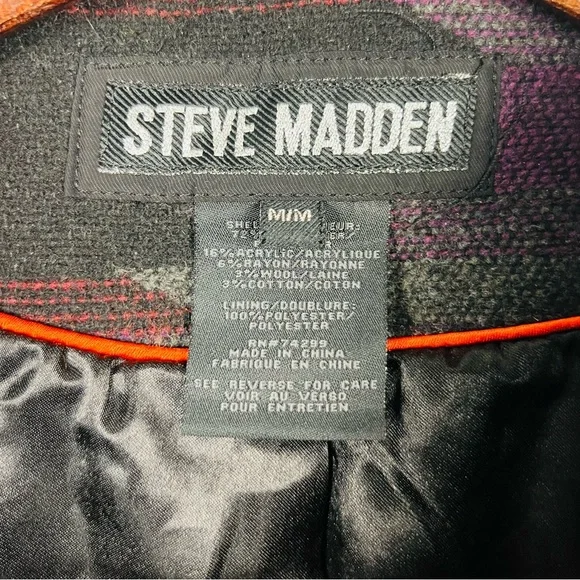 STEVE MADDEN
M/M
16% ACRYLIC/ACRYLIQUE
6% RAYON/RAYONNE
3% WOOL/LAINE
3% COTTON/COTON
LINING/DOUBLURE:
100% POLYESTER/
POLYESTER
RN#74299
MADE IN CHINA
FABRIQUE EN CHINE
SEE REVERSE FOR CARE
VOIR AU VERSO
POUR ENTRETIEN